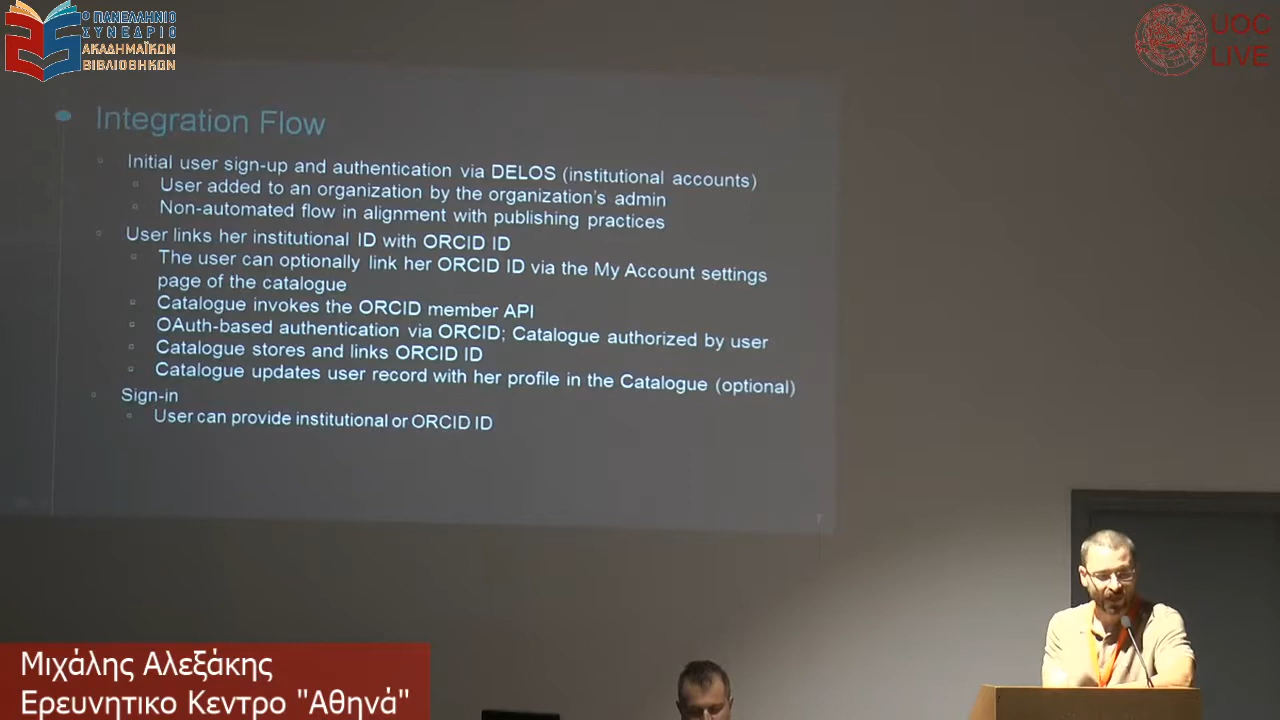 Ο ΠΑΝΕΛΛΗΝΙΟ
ΣΥΝΕΔΡΙΟ
ΑΚΑΔΗΜΑΪΚΩΝ
ΒΙΒΛΙΟΘΗΚΩΝ
UOC
LIVE
Integration Flow
Initial user sign-up and authentication via DELOS (institutional accounts)
User added to an organization by the organization's admin
Non-automated flow in alignment with publishing practices
User links her institutional ID with ORCID ID
The user can optionally link her ORCID ID via the My Account settings
page of the catalogue
Catalogue invokes the ORCID member API
OAuth-based authentication via ORCID; Catalogue authorized by user
Catalogue stores and links ORCID ID
Catalogue updates user record with her profile in the Catalogue (optional)
Sign-in
User can provide institutional or ORCID ID
Μιχάλης Αλεξάκης
Ερευνητικο Κεντρο "Αθηνά"